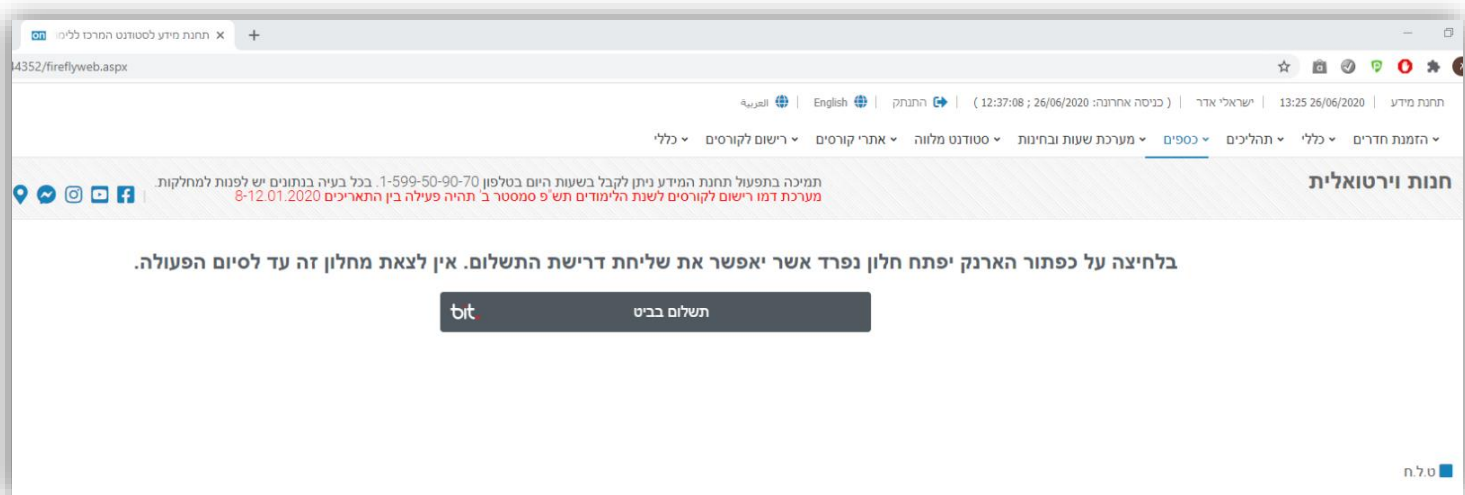 תחנת מידע לסטודנט המרכז ללימו
on
44352/fireflyweb.aspx
תחנת מידע | 26/06/2020 13:25 | ישראלי אדר | ( כניסה אחרונה: 26/06/2020 ; 12:37:08 ) | התנתק | English | العربية
הזמנת חדרים כללי תהליכים כספים מערכת שעות ובחינות סטודנט מלווה אתרי קורסים רישום לקורסים כללי
חנות וירטואלית
תמיכה בתפעול תחנת המידע ניתן לקבל בשעות היום בטלפון 1-599-50-90-70. בכל בעיה בנתונים יש לפנות למחלקות.
מערכת דמו רישום לקורסים לשנת הלימודים תש"פ סמסטר ב' תהיה פעילה בין התאריכים 8-12.01.2020
בלחיצה על כפתור הארנק יפתח חלון נפרד אשר יאפשר את שליחת דרישת התשלום. אין לצאת מחלון זה עד לסיום הפעולה.
תשלום בביט bit
ט.ל.ח